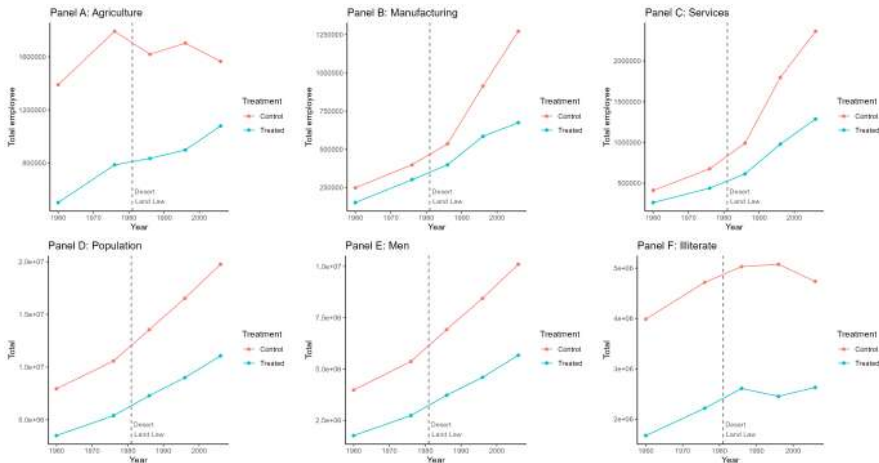 Panel A: Agriculture
Total employee
1600000
1200000
800000
1960
1970
1980
1990
2000
Year
Desert
Land Law
Treatment
Control
Treated
Panel B: Manufacturing
Total employee
1250000
1000000
750000
500000
250000
1960
1970
1980
1990
2000
Year
Desert
Land Law
Treatment
Control
Treated
Panel C: Services
Total employee
2000000
1500000
1000000
500000
1960
1970
1980
1990
2000
Year
Desert
Land Law
Treatment
Control
Treated
Panel D: Population
Total
2.0e+07
1.5e+07
1.0e+07
5.0e+06
1960
1970
1980
1990
2000
Year
Desert
Land Law
Treatment
Control
Treated
Panel E: Men
Total
1.0e+07
7.5e+06
5.0e+06
2.5e+06
1960
1970
1980
1990
2000
Year
Desert
Land Law
Treatment
Control
Treated
Panel F: Illiterate
Total
5e+06
4e+06
3e+06
2e+06
1960
1970
1980
1990
2000
Year
Desert
Land Law
Treatment
Control
Treated